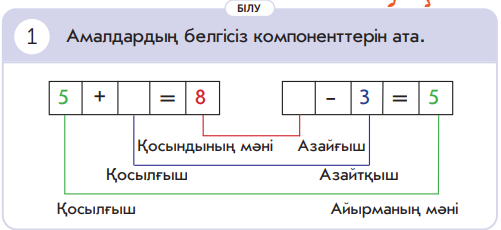 БІЛУ
1 Амалдардың белгісіз компоненттерін ата.
5 + = 8 - 3 = 5
Қосындының мәні Азайғыш
Қосылғыш Азайтқыш
Қосылғыш Айырманың мәні